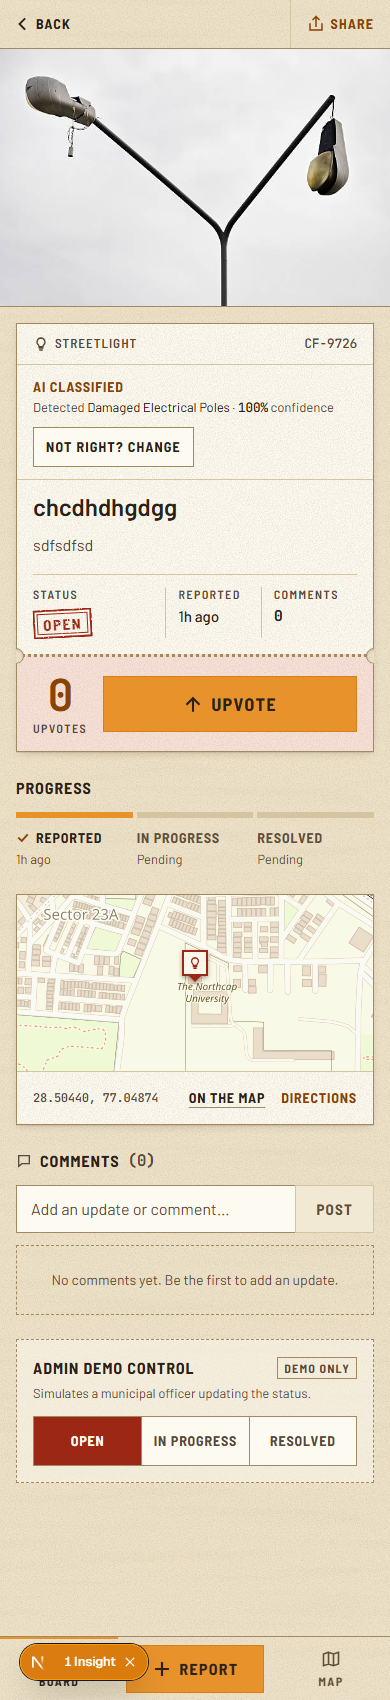 BACK
SHARE
STREETLIGHT
CF-9726
AI CLASSIFIED
Detected Damaged Electrical Poles · 100% confidence
NOT RIGHT? CHANGE
chcdhdhgdgg
sdfsdfsd
STATUS
REPORTED
COMMENTS
OPEN
1h ago
0
0
UPVOTES
UPVOTE
PROGRESS
REPORTED
IN PROGRESS
RESOLVED
1h ago
Pending
Pending
Sector 23A
The Northcap
University
28.50440, 77.04874
ON THE MAP
DIRECTIONS
COMMENTS (0)
Add an update or comment...
POST
No comments yet. Be the first to add an update.
ADMIN DEMO CONTROL
DEMO ONLY
Simulates a municipal officer updating the status.
OPEN
IN PROGRESS
RESOLVED
N
1 Insight
REPORT
BOARD
MAP